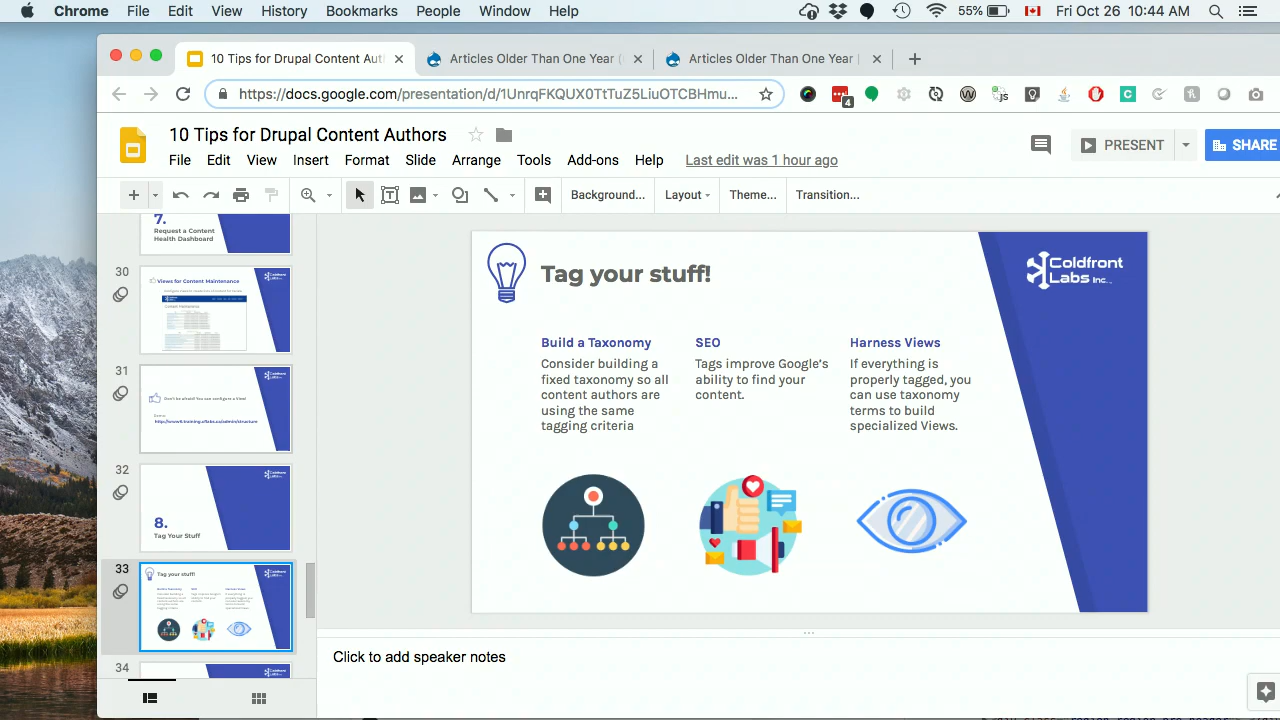 Chrome File Edit View History Bookmarks People Window Help 55% Fri Oct 26 10:44 AM
10 Tips for Drupal Content Aut Articles Older Than One Year Articles Older Than One Year
https://docs.google.com/presentation/d/1UnrqFKQUX0TtTuZ5LiuOTCBHmu...
4
10 Tips for Drupal Content Authors
File Edit View Insert Format Slide Arrange Tools Add-ons Help Last edit was 1 hour ago
PRESENT SHARE
Background... Layout Theme... Transition...
7.
Request a Content
Health Dashboard
30
Views for Content Maintenance
31
Don't be afraid! You can configure a View!
Demo:
32
8.
Tag Your Stuff
33
Tag your stuff!
34
Tag your stuff!
Coldfront
Labs Inc.
Build a Taxonomy
Consider building a
fixed taxonomy so all
content authors are
using the same
tagging criteria
SEO
Tags improve Google's
ability to find your
content.
Harness Views
If everything is
properly tagged, you
can use taxonomy
terms to build
specialized Views.
Click to add speaker notes